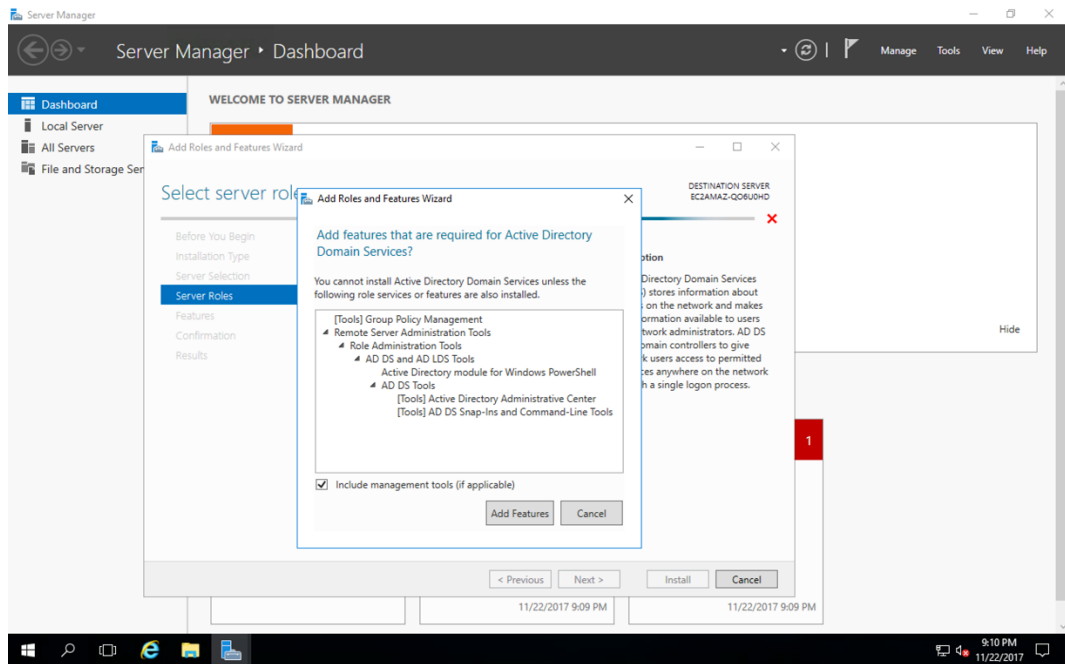 Server Manager
Server Manager • Dashboard
Manage Tools View Help
Dashboard
Local Server
All Servers
File and Storage Ser
WELCOME TO SERVER MANAGER
Hide
1
11/22/2017 9:09 PM
11/22/2017 9:09 PM
Add Roles and Features Wizard
Select server role
DESTINATION SERVER
EC2AMAZ-QO6U0HD
Before You Begin
Installation Type
Server Selection
Server Roles
Features
Confirmation
Results
Directory Domain Services
stores information about
on the network and makes
available to users
network administrators. AD DS
controllers to give
users access to permitted
anywhere on the network
a single logon process.
< Previous Next > Install Cancel
Add Roles and Features Wizard
Add features that are required for Active Directory
Domain Services?
You cannot install Active Directory Domain Services unless the
following role services or features are also installed.
[Tools] Group Policy Management
Remote Server Administration Tools
Role Administration Tools
AD DS and AD LDS Tools
Active Directory module for Windows PowerShell
AD DS Tools
[Tools] Active Directory Administrative Center
[Tools] AD DS Snap-Ins and Command-Line Tools
Include management tools (if applicable)
Add Features Cancel
9:10 PM
11/22/2017